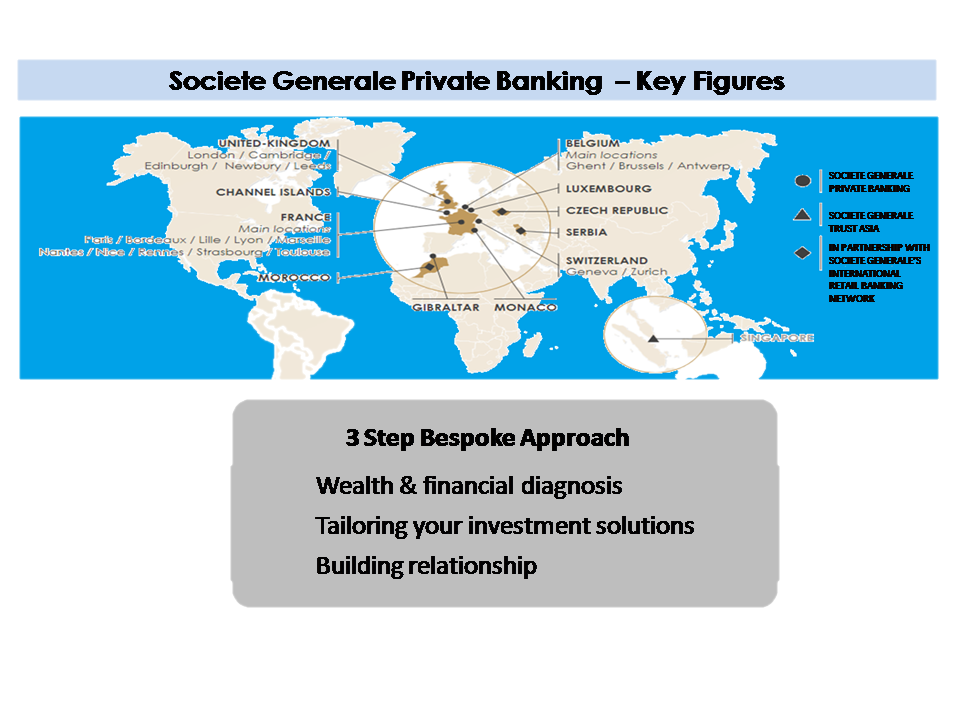 Societe Generale Private Banking – Key Figures
UNITED-KINGDOM
London / Cambridge /
Edinburgh / Newbury / Leeds
CHANNEL ISLANDS
FRANCE
Main locations
Paris / Bordeaux / Lille / Lyon / Marseille
Nantes / Nice / Rennes / Strasbourg / Toulouse
MOROCCO
GIBRALTAR
MONACO
BELGIUM
Main locations
Ghent / Brussels / Antwerp
LUXEMBOURG
CZECH REPUBLIC
SERBIA
SWITZERLAND
Geneva / Zurich
SINGAPORE
SOCIETE GENERALE
PRIVATE BANKING
SOCIETE GENERALE
TRUST ASIA
IN PARTNERSHIP WITH
SOCIETE GENERALE'S
INTERNATIONAL
RETAIL BANKING
NETWORK
3 Step Bespoke Approach
Wealth & financial diagnosis
Tailoring your investment solutions
Building relationship